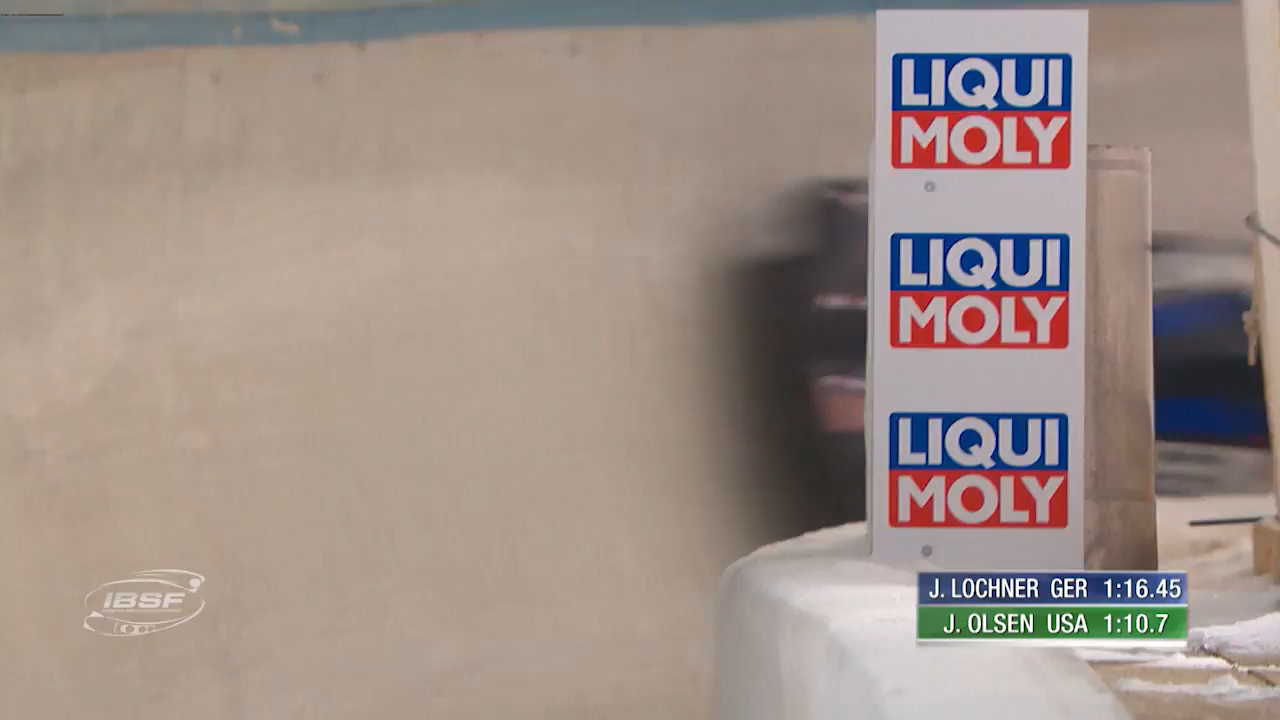 LIQUI
MOLY
LIQUI
MOLY
LIQUI
MOLY
IBSF
J. LOCHNER GER 1:16.45
J. OLSEN USA 1:10.7